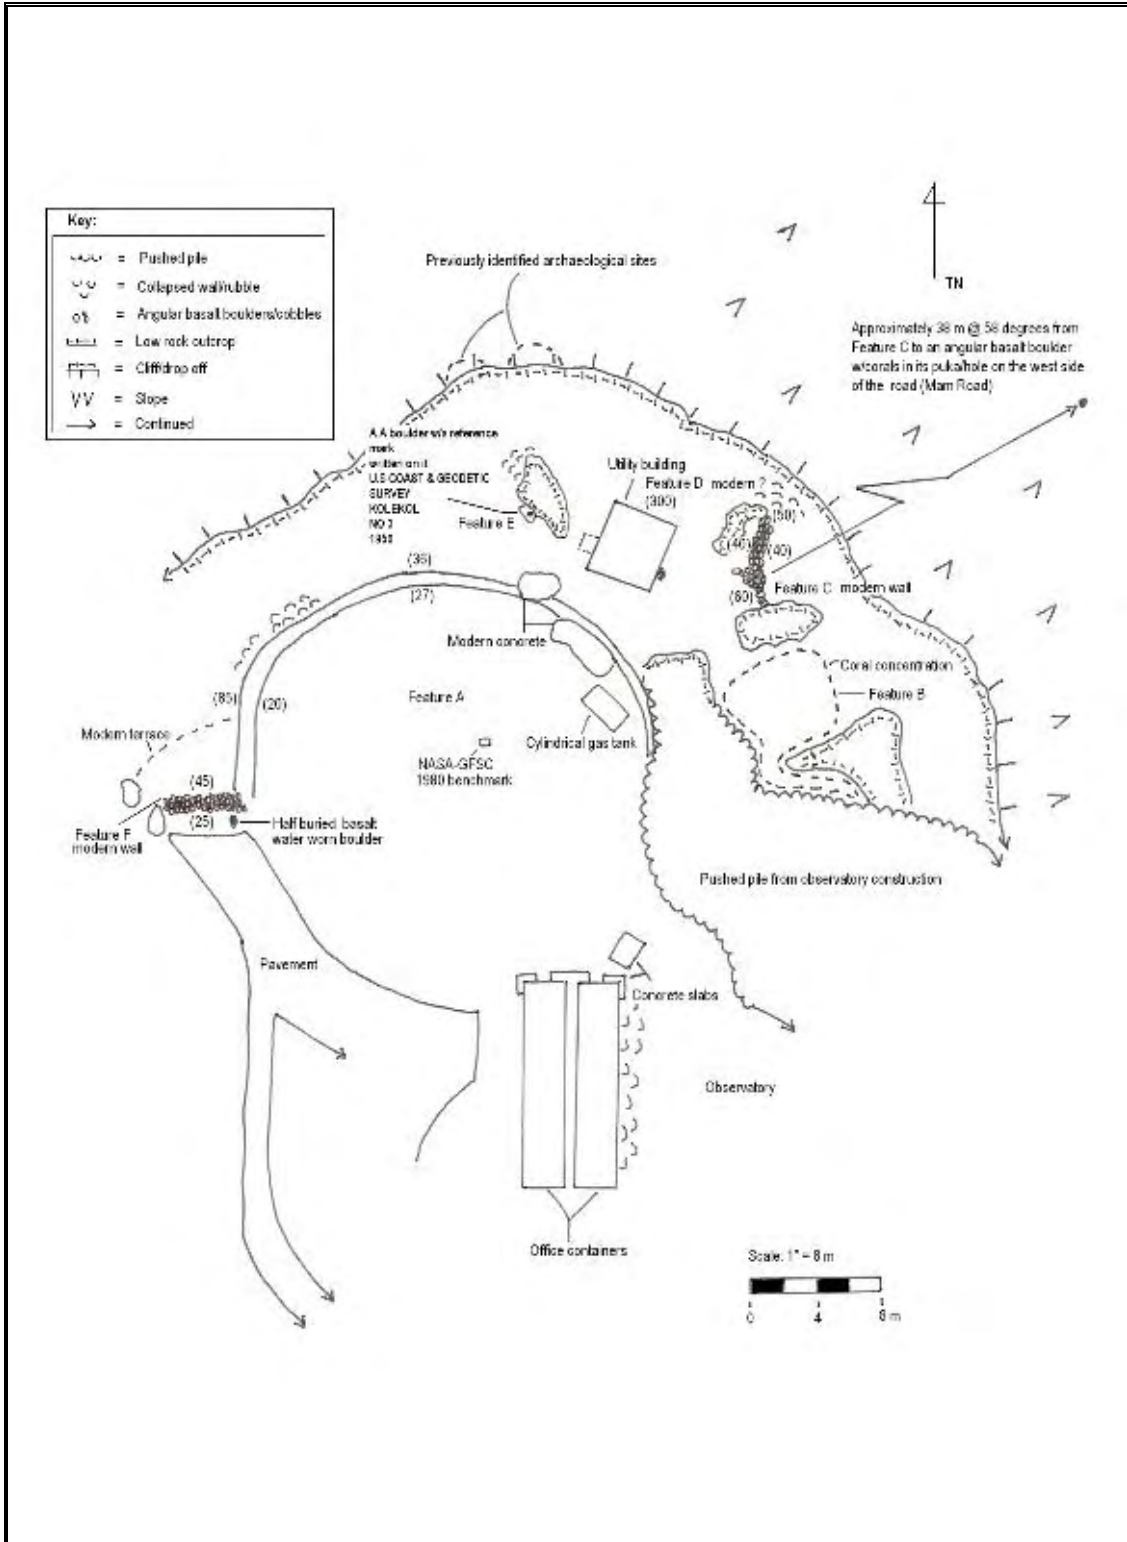 Key:
= Pushed pile
= Collapsed wall/rubble
= Angular basalt boulders/cobbles
= Low rock outcrop
= Cliff/drop off
= Slope
= Continued
Previously identified archaeological sites
TN
Approximately 38 m @ 58 degrees from
Feature C to an angular basalt boulder
w/corals in its puka/hole on the west side
of the road (Mam Road)
A.A boulder w/a reference
mark
written on it
U.S COAST & GEODETIC
SURVEY
KOLEKOL
NO 3
1950
Feature E
Utility building
Feature D modern ?
(300)
(50)
(40)
(40)
(60)
Feature C modern wall
(36)
(27)
Modern concrete
Coral concentration
Feature B
(85)
(20)
Feature A
Modern terrace
NASA-GFSC
1980 benchmark
Cylindrical gas tank
(45)
(25)
Feature F
modern wall
Half buried basalt
water worn boulder
Pushed pile from observatory construction
Pavement
Concrete slabs
Observatory
Office containers
Scale: 1" = 8 m
0 4 8 m